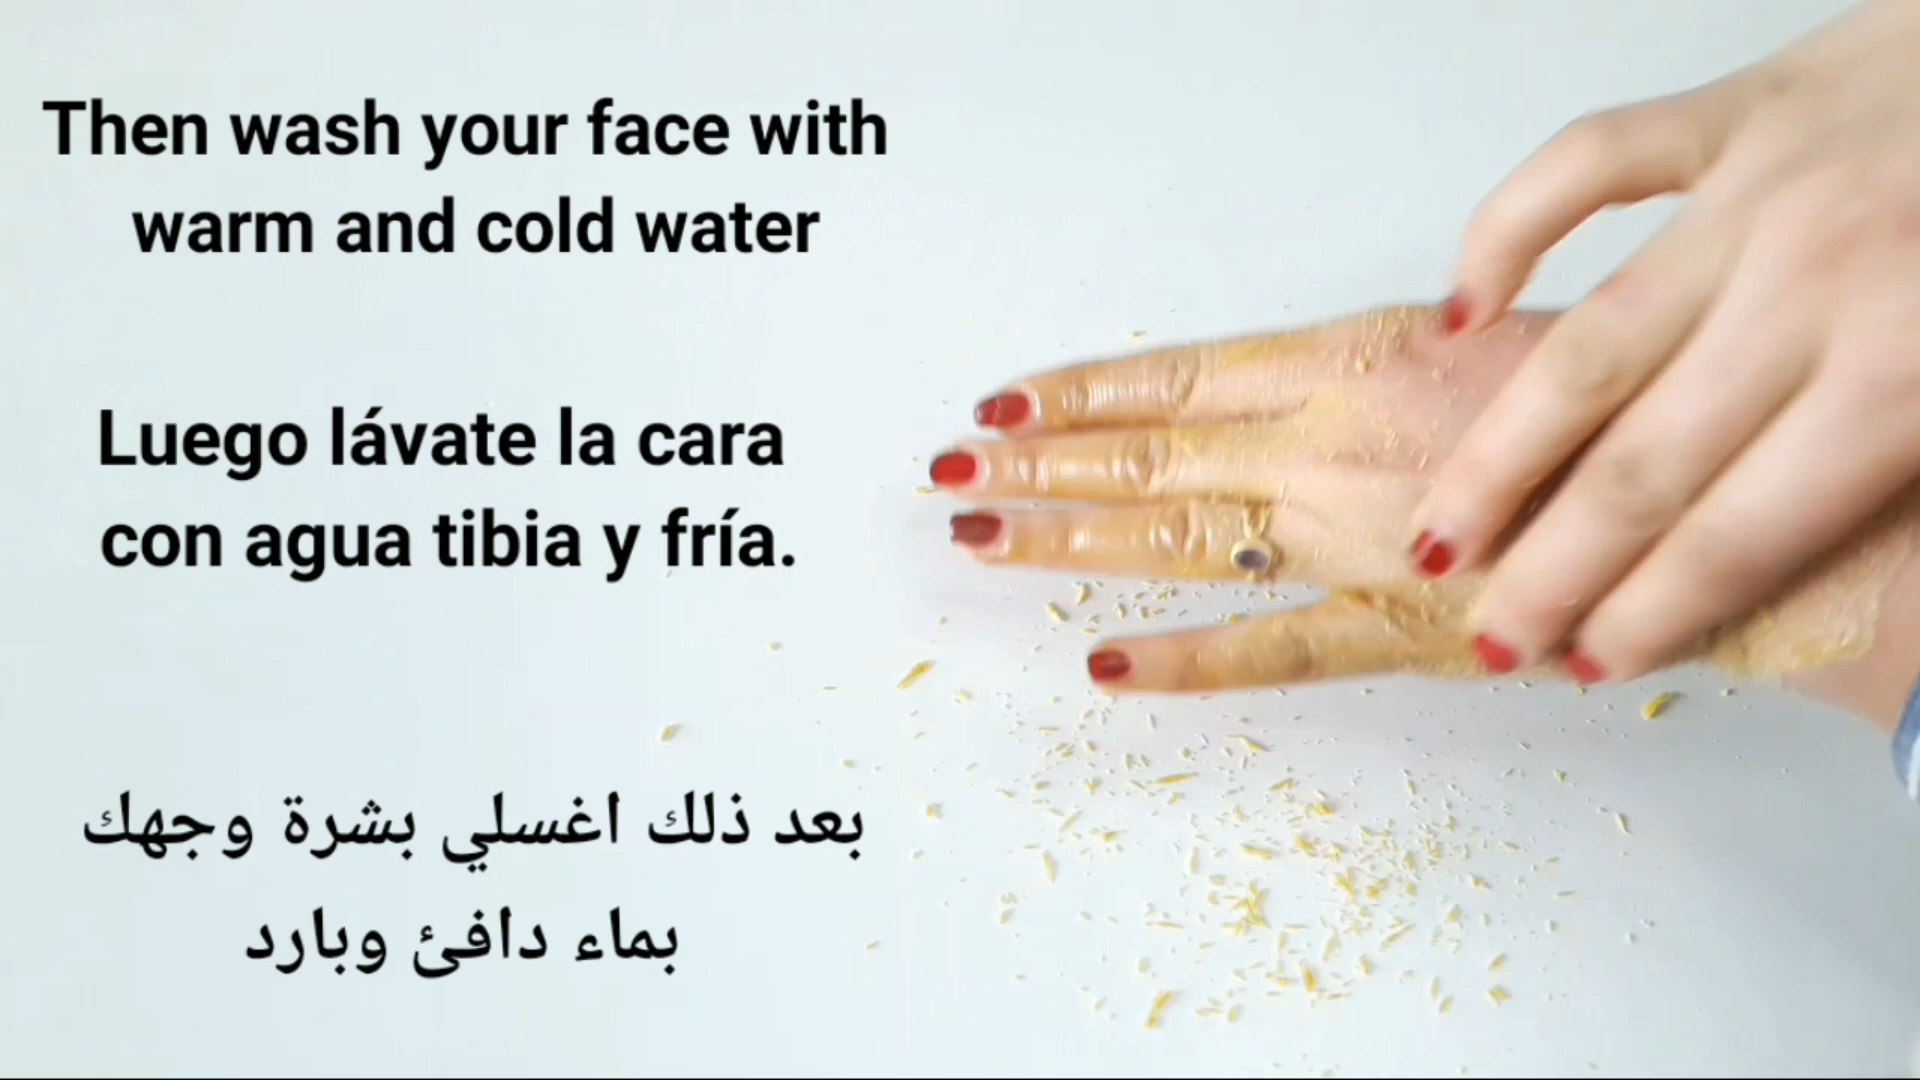 Then wash your face with
warm and cold water
Luego lávate la cara
con agua tibia y fría.
بعد ذلك اغسلي بشرة وجهك
بماء دافئ وبارد